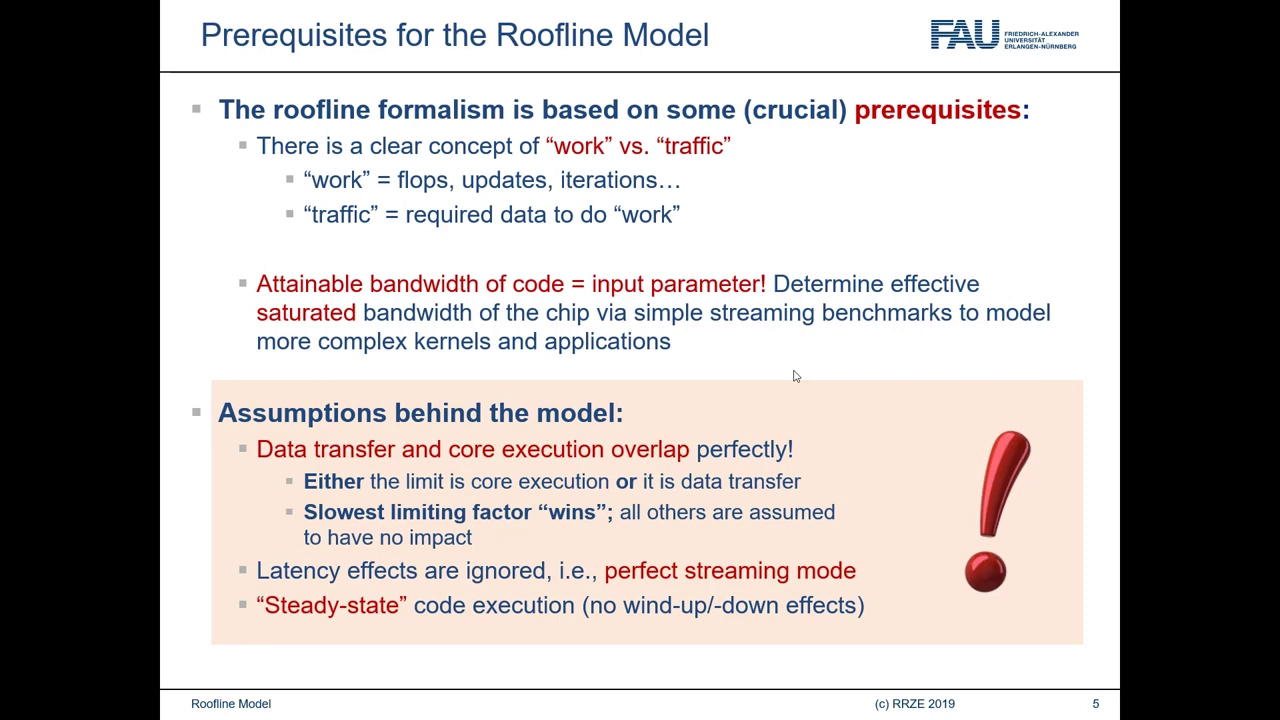 Prerequisites for the Roofline Model
FAU
FRIEDRICH-ALEXANDER
UNIVERSITÄT
ERLANGEN-NÜRNBERG
The roofline formalism is based on some (crucial) prerequisites:
There is a clear concept of “work” vs. “traffic”
“work” = flops, updates, iterations…
“traffic” = required data to do “work”
Attainable bandwidth of code = input parameter! Determine effective
saturated bandwidth of the chip via simple streaming benchmarks to model
more complex kernels and applications
Assumptions behind the model:
Data transfer and core execution overlap perfectly!
Either the limit is core execution or it is data transfer
Slowest limiting factor “wins”; all others are assumed
to have no impact
Latency effects are ignored, i.e., perfect streaming mode
“Steady-state” code execution (no wind-up/-down effects)
Roofline Model
(c) RRZE 2019
5